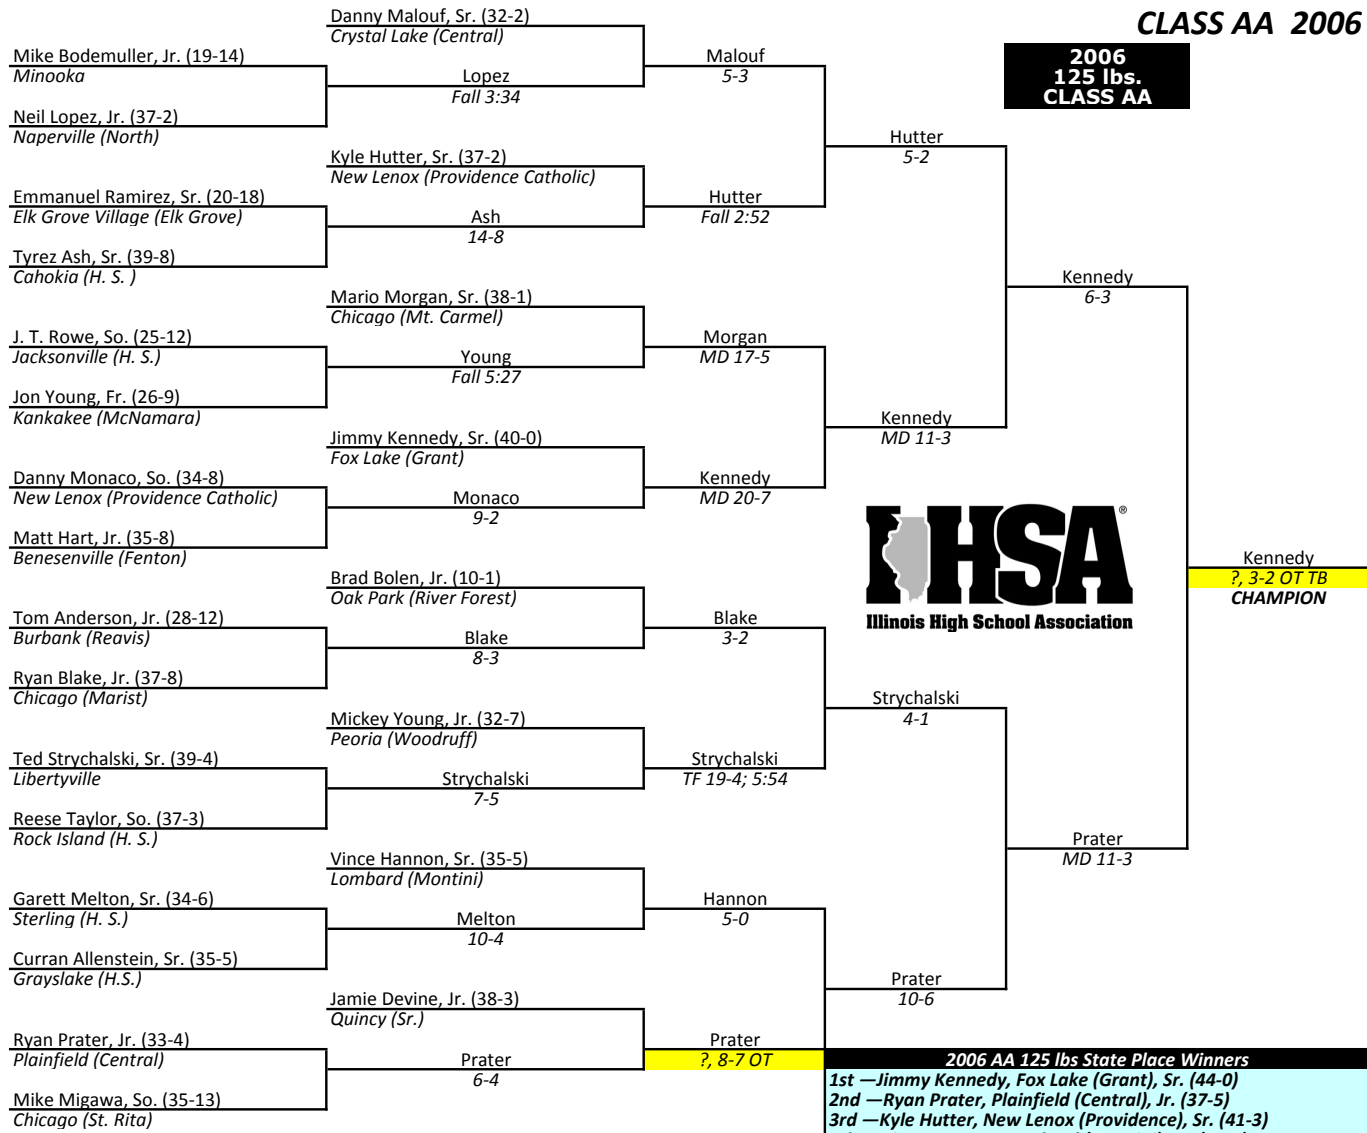 CLASS AA 2006
2006
125 lbs.
CLASS AA
Mike Bodemuller, Jr. (19-14)
Minooka
Neil Lopez, Jr. (37-2)
Naperville (North)
Emmanuel Ramirez, Sr. (20-18)
Elk Grove Village (Elk Grove)
Tyrez Ash, Sr. (39-8)
Cahokia (H. S. )
J. T. Rowe, So. (25-12)
Jacksonville (H. S.)
Jon Young, Fr. (26-9)
Kankakee (McNamara)
Danny Monaco, So. (34-8)
New Lenox (Providence Catholic)
Matt Hart, Jr. (35-8)
Benesenville (Fenton)
Tom Anderson, Jr. (28-12)
Burbank (Reavis)
Ryan Blake, Jr. (37-8)
Chicago (Marist)
Ted Strychalski, Sr. (39-4)
Libertyville
Reese Taylor, So. (37-3)
Rock Island (H. S.)
Garett Melton, Sr. (34-6)
Sterling (H. S.)
Curran Allenstein, Sr. (35-5)
Grayslake (H.S.)
Ryan Prater, Jr. (33-4)
Plainfield (Central)
Mike Migawa, So. (35-13)
Chicago (St. Rita)
Danny Malouf, Sr. (32-2)
Crystal Lake (Central)
Lopez
Fall 3:34
Kyle Hutter, Sr. (37-2)
New Lenox (Providence Catholic)
Ash
14-8
Mario Morgan, Sr. (38-1)
Chicago (Mt. Carmel)
Young
Fall 5:27
Jimmy Kennedy, Sr. (40-0)
Fox Lake (Grant)
Monaco
9-2
Brad Bolen, Jr. (10-1)
Oak Park (River Forest)
Blake
8-3
Mickey Young, Jr. (32-7)
Peoria (Woodruff)
Strychalski
7-5
Vince Hannon, Sr. (35-5)
Lombard (Montini)
Melton
10-4
Jamie Devine, Jr. (38-3)
Quincy (Sr.)
Prater
6-4
Malouf
5-3
Hutter
Fall 2:52
Morgan
MD 17-5
Kennedy
MD 20-7
Blake
3-2
Strychalski
TF 19-4; 5:54
Hannon
5-0
Prater
?, 8-7 OT
Hutter
5-2
Kennedy
MD 11-3
Strychalski
4-1
Prater
10-6
Kennedy
6-3
Prater
MD 11-3
Kennedy
?, 3-2 OT TB
CHAMPION
IHSA®
Illinois High School Association
2006 AA 125 lbs State Place Winners
1st —Jimmy Kennedy, Fox Lake (Grant), Sr. (44-0)
2nd —Ryan Prater, Plainfield (Central), Jr. (37-5)
3rd —Kyle Hutter, New Lenox (Providence), Sr. (41-3)